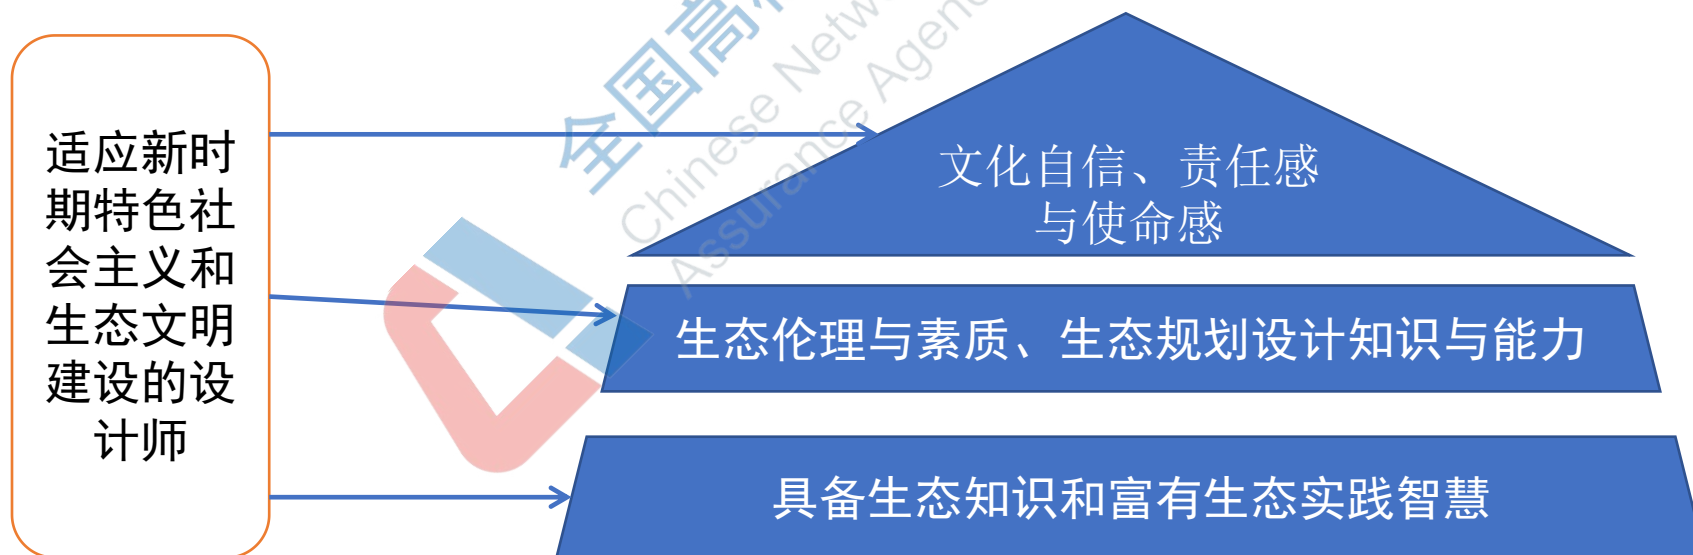 适应新时
期特色社
会主义和
生态文明
建设的设
计师
文化自信、责任感
与使命感
生态伦理与素质、生态规划设计知识与能力
具备生态知识和富有生态实践智慧
全国高
Chinese Netw
Assurance Agen